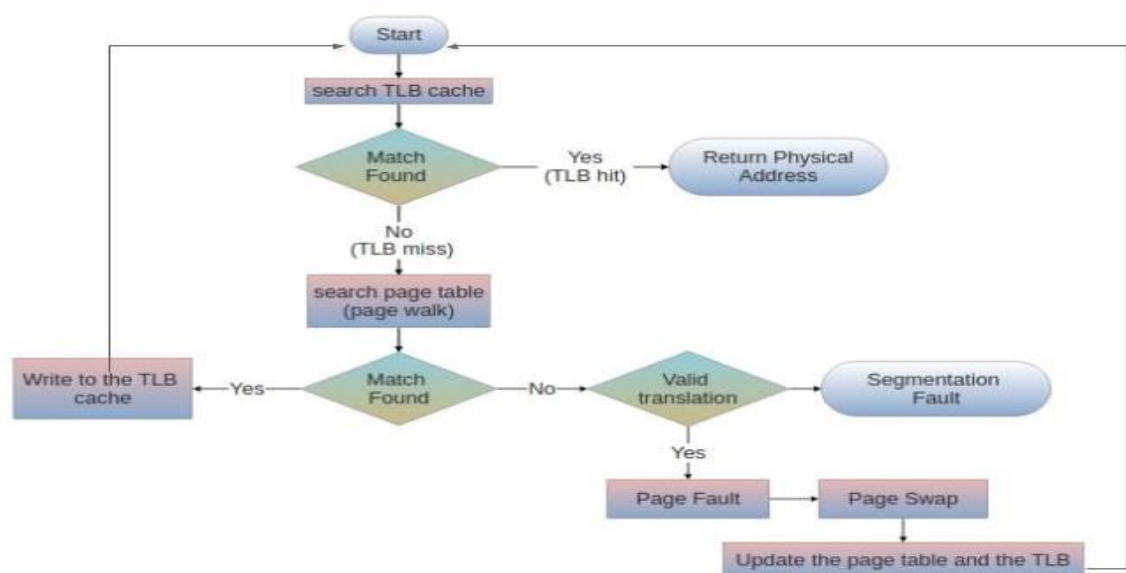 Start
search TLB cache
Match
Found
Yes
(TLB hit)
Return Physical
Address
No
(TLB miss)
search page table
(page walk)
Write to the TLB
cache
Yes
Match
Found
No
Valid
translation
Segmentation
Fault
Yes
Page Fault
Page Swap
Update the page table and the TLB